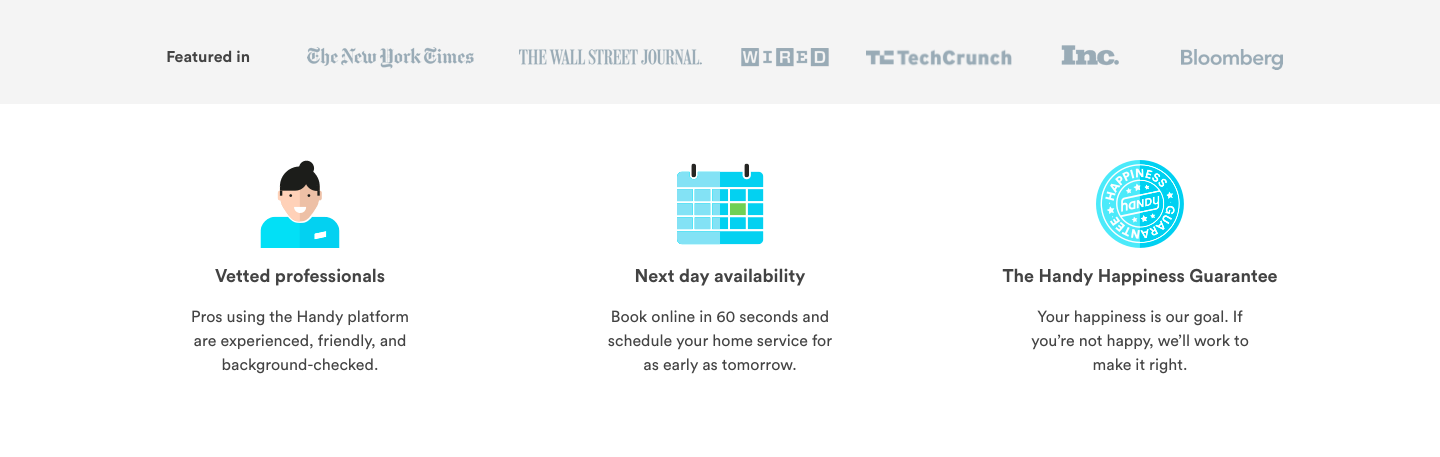 Featured in
The New York Times
THE WALL STREET JOURNAL.
WIRED
TechCrunch
Inc.
Bloomberg
HAPPINESS
HANDY
GUARANTEE
Vetted professionals
Pros using the Handy platform
are experienced, friendly, and
background-checked.
Next day availability
Book online in 60 seconds and
schedule your home service for
as early as tomorrow.
The Handy Happiness Guarantee
Your happiness is our goal. If
you’re not happy, we’ll work to
make it right.